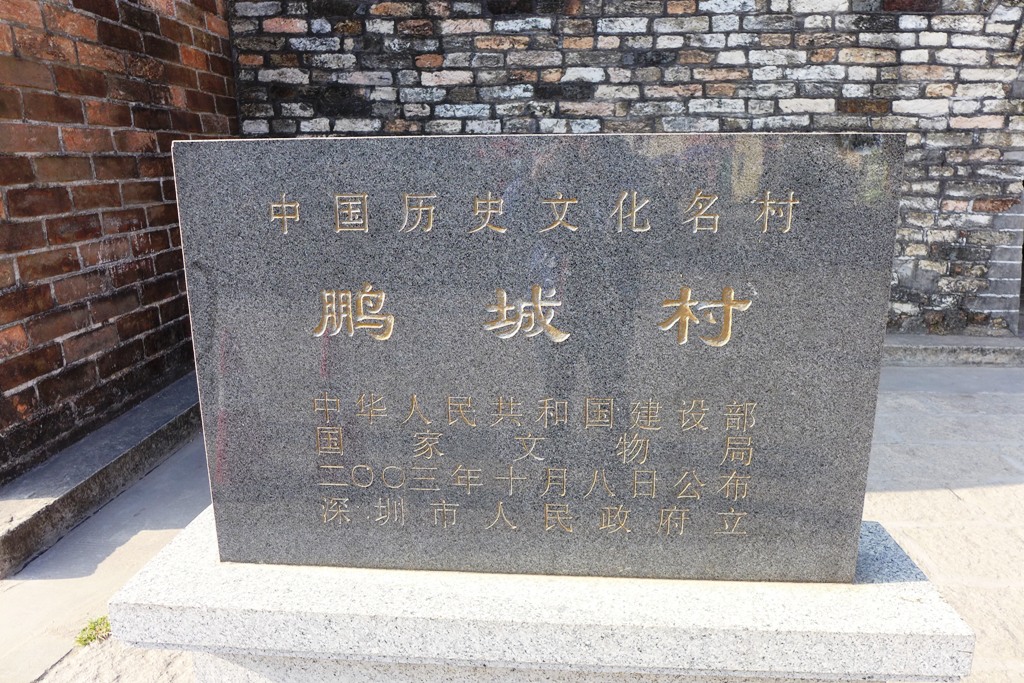 中国历史文化名村
鹏城村
中华人民共和国建设部
国家文物局
二〇〇三年十月八日公布
深圳市人民政府立